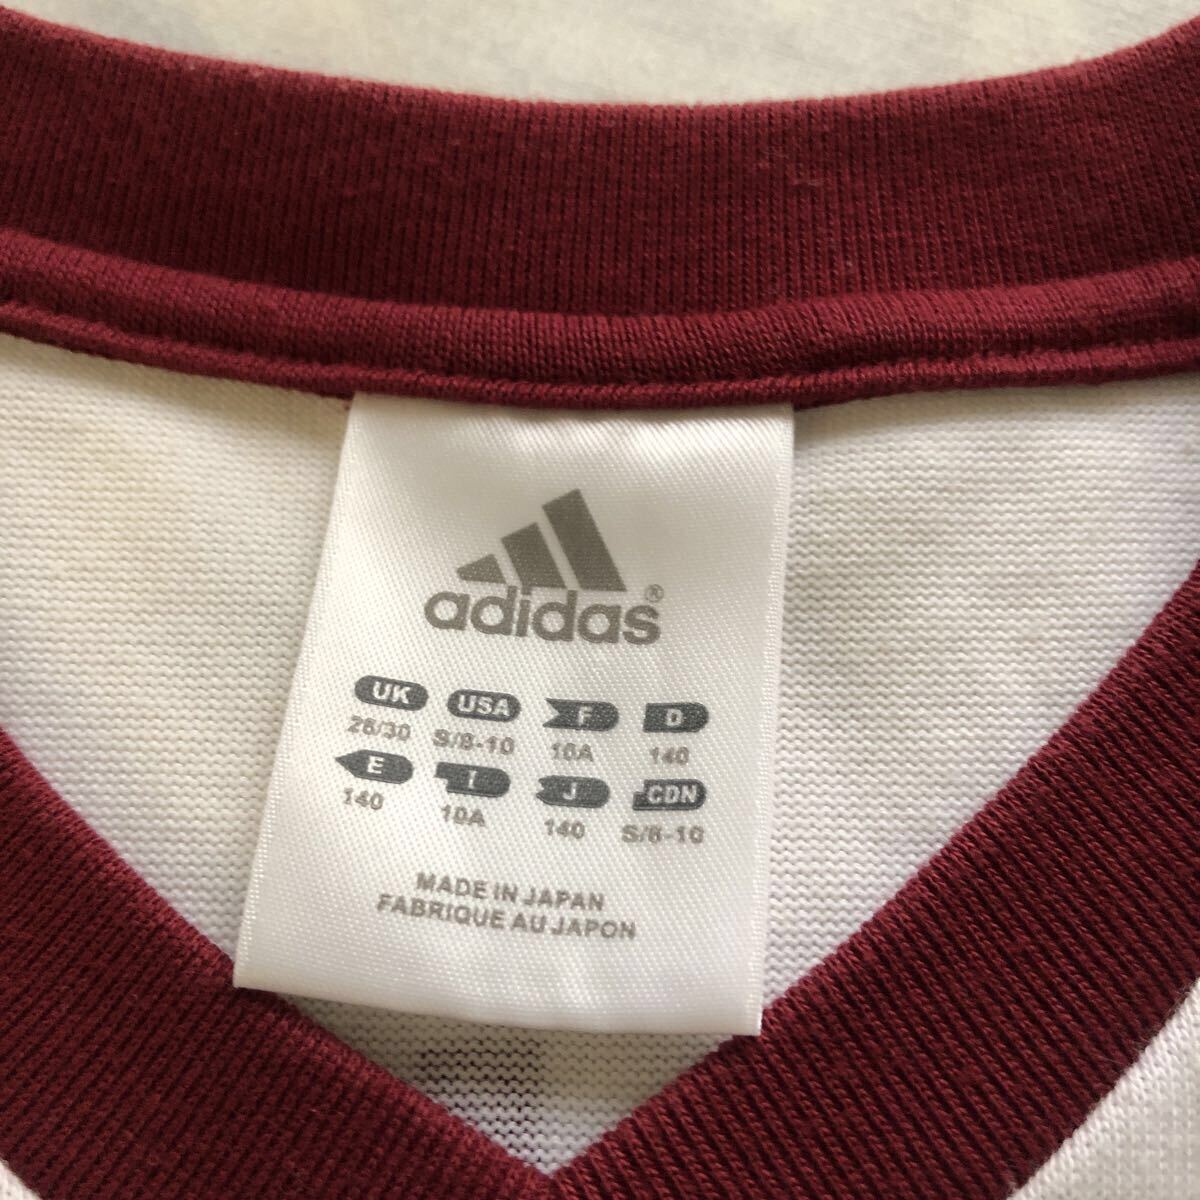 adidas®
UK USA F D
26/30 S/8-10 10A 140
E I J CDN
140 10A 140 S/8-10
MADE IN JAPAN
FABRIQUE AU JAPON